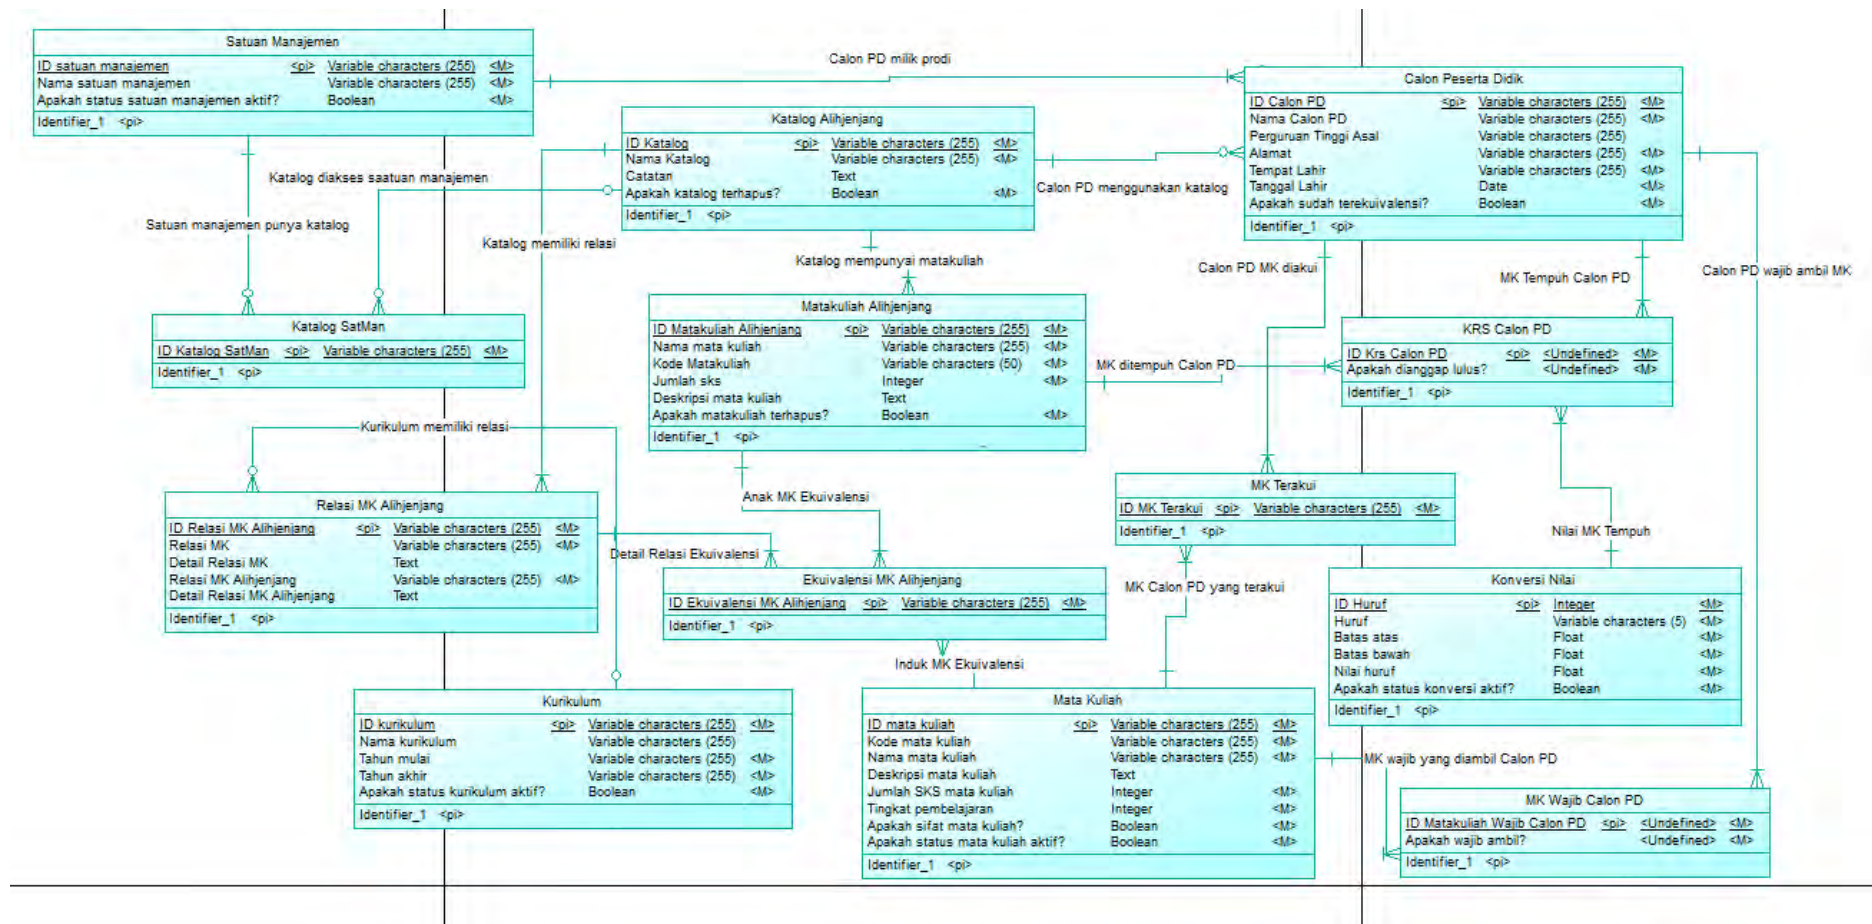 Satuan Manajemen
ID satuan manajemen <pi> Variable characters (255) <M>
Nama satuan manajemen Variable characters (255) <M>
Apakah status satuan manajemen aktif? Boolean <M>
Identifier_1 <pi>
Calon PD milik prodi
Calon Peserta Didik
ID Calon PD <pi> Variable characters (255) <M>
Nama Calon PD Variable characters (255) <M>
Perguruan Tinggi Asal Variable characters (255)
Alamat Variable characters (255) <M>
Tempat Lahir Variable characters (255) <M>
Tanggal Lahir Date <M>
Apakah sudah terekuivalensi? Boolean <M>
Identifier_1 <pi>
Katalog Alihjenjang
ID Katalog <pi> Variable characters (255) <M>
Nama Katalog Variable characters (255) <M>
Catatan Text
Apakah katalog terhapus? Boolean <M>
Identifier_1 <pi>
Katalog diakses saatuan manajemen
Calon PD menggunakan katalog
Satuan manajemen punya katalog
Katalog memiliki relasi
Katalog mempunyai matakuliah
Calon PD MK diakui
MK Tempuh Calon PD
Calon PD wajib ambil MK
Katalog SatMan
ID Katalog SatMan <pi> Variable characters (255) <M>
Identifier_1 <pi>
Matakuliah Alihjenjang
ID Matakuliah Alihjenjang <pi> Variable characters (255) <M>
Nama mata kuliah Variable characters (255) <M>
Kode Matakuliah Variable characters (50) <M>
Jumlah sks Integer <M>
Deskripsi mata kuliah Text
Apakah matakuliah terhapus? Boolean <M>
Identifier_1 <pi>
MK ditempuh Calon PD
KRS Calon PD
ID Krs Calon PD <pi> <Undefined> <M>
Apakah dianggap lulus? <Undefined> <M>
Identifier_1 <pi>
Kurikulum memiliki relasi
Relasi MK Alihjenjang
ID Relasi MK Alihjenjang <pi> Variable characters (255) <M>
Relasi MK Variable characters (255) <M>
Detail Relasi MK Text
Relasi MK Alihjenjang Variable characters (255) <M>
Detail Relasi MK Alihjenjang Text
Identifier_1 <pi>
Anak MK Ekuivalensi
Detail Relasi Ekuivalensi
MK Terakui
ID MK Terakui <pi> Variable characters (255) <M>
Identifier_1 <pi>
Nilai MK Tempuh
Ekuivalensi MK Alihjenjang
ID Ekuivalensi MK Alihjenjang <pi> Variable characters (255) <M>
Identifier_1 <pi>
MK Calon PD yang terakui
Induk MK Ekuivalensi
Konversi Nilai
ID Huruf <pi> Integer <M>
Huruf Variable characters (5) <M>
Batas atas Float <M>
Batas bawah Float <M>
Nilai huruf Float <M>
Apakah status konversi aktif? Boolean <M>
Identifier_1 <pi>
Kurikulum
ID kurikulum <pi> Variable characters (255) <M>
Nama kurikulum Variable characters (255)
Tahun mulai Variable characters (255) <M>
Tahun akhir Variable characters (255) <M>
Apakah status kurikulum aktif? Boolean <M>
Identifier_1 <pi>
Mata Kuliah
ID mata kuliah <pi> Variable characters (255) <M>
Kode mata kuliah Variable characters (255) <M>
Nama mata kuliah Variable characters (255) <M>
Deskripsi mata kuliah Text
Jumlah SKS mata kuliah Integer <M>
Tingkat pembelajaran Integer <M>
Apakah sifat mata kuliah? Boolean <M>
Apakah status mata kuliah aktif? Boolean <M>
Identifier_1 <pi>
MK wajib yang diambil Calon PD
MK Wajib Calon PD
ID Matakuliah Wajib Calon PD <pi> <Undefined> <M>
Apakah wajib ambil? <Undefined> <M>
Identifier_1 <pi>